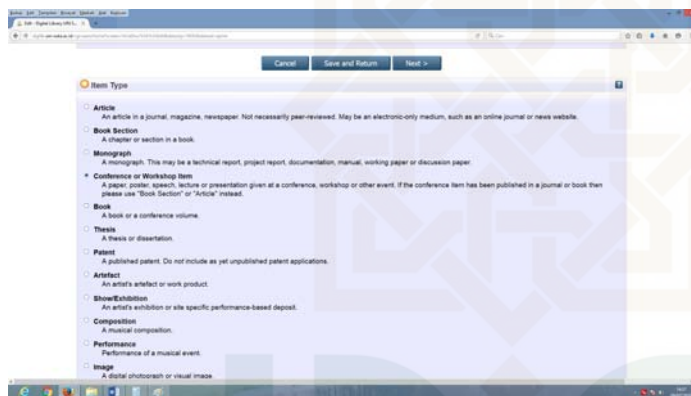 Cancel Save and Return Next >
Item Type
Article
An article in a journal, magazine, newspaper. Not necessarily peer-reviewed. May be an electronic-only medium, such as an online journal or news website.
Book Section
A chapter or section in a book.
Monograph
A monograph. This may be a technical report, project report, documentation, manual, working paper or discussion paper.
Conference or Workshop Item
A paper, poster, speech, lecture or presentation given at a conference, workshop or other event. If the conference item has been published in a journal or book then
please use "Book Section" or "Article" instead.
Book
A book or a conference volume.
Thesis
A thesis or dissertation.
Patent
A published patent. Do not include as yet unpublished patent applications.
Artefact
An artist's artefact or work product.
Show/Exhibition
An artist's exhibition or site specific performance-based deposit.
Composition
A musical composition.
Performance
Performance of a musical event.
Image
A digital photograph or visual image.